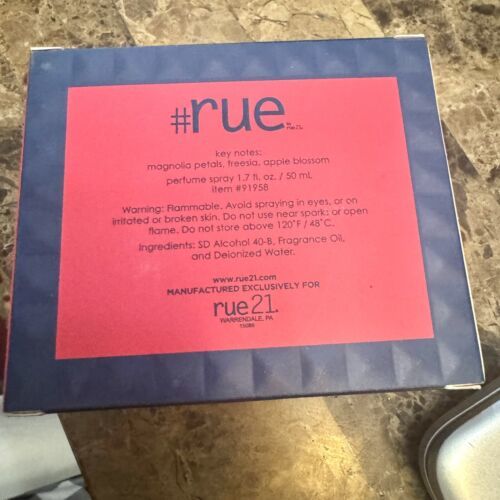 #rue
by
rue21.
key notes:
magnolia petals, freesia, apple blossom
perfume spray 1.7 fl. oz. / 50 mL
item #91958
Warning: Flammable. Avoid spraying in eyes, or on
irritated or broken skin. Do not use near spark; or open
flame. Do not store above 120°F / 48°C.
Ingredients: SD Alcohol 40-B, Fragrance Oil,
and Deionized Water.
www.rue21.com
MANUFACTURED EXCLUSIVELY FOR
rue21.
WARRENDALE, PA
15086